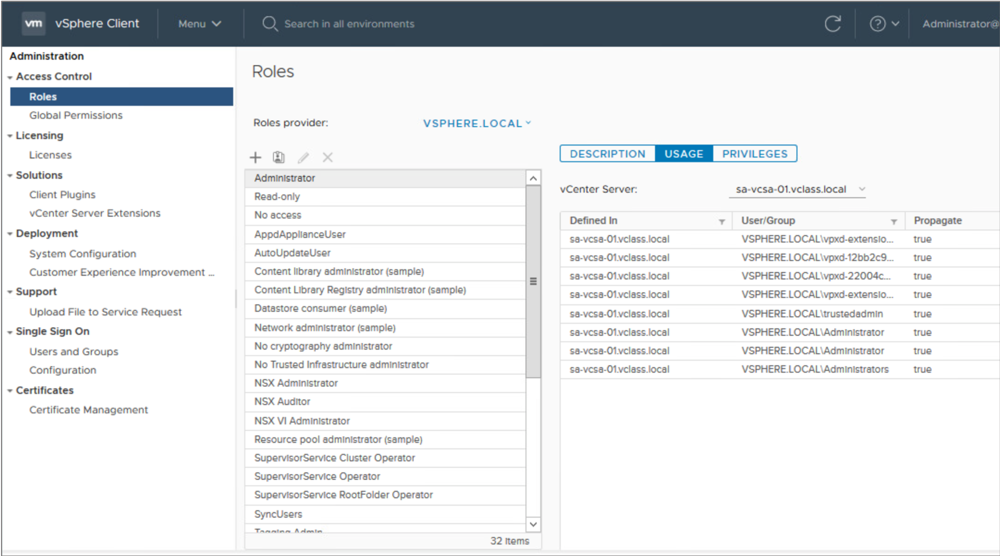 vm vSphere Client Menu Search in all environments Administrator@
Administration
Access Control
Roles
Global Permissions
Licensing
Licenses
Solutions
Client Plugins
vCenter Server Extensions
Deployment
System Configuration
Customer Experience Improvement ...
Support
Upload File to Service Request
Single Sign On
Users and Groups
Configuration
Certificates
Certificate Management
Roles
Roles provider: VSPHERE.LOCAL
Administrator
Read-only
No access
AppdApplianceUser
AutoUpdateUser
Content library administrator (sample)
Content Library Registry administrator (sample)
Datastore consumer (sample)
Network administrator (sample)
No cryptography administrator
No Trusted Infrastructure administrator
NSX Administrator
NSX Auditor
NSX VI Administrator
Resource pool administrator (sample)
SupervisorService Cluster Operator
SupervisorService Operator
SupervisorService RootFolder Operator
SyncUsers
Tagging Admin
32 items
DESCRIPTION USAGE PRIVILEGES
vCenter Server: sa-vcsa-01.vclass.local
Defined In User/Group Propagate
sa-vcsa-01.vclass.local VSPHERE.LOCAL\vpxd-extensio... true
sa-vcsa-01.vclass.local VSPHERE.LOCAL\vpxd-12bb2c9... true
sa-vcsa-01.vclass.local VSPHERE.LOCAL\vpxd-22004c... true
sa-vcsa-01.vclass.local VSPHERE.LOCAL\vpxd-extensio... true
sa-vcsa-01.vclass.local VSPHERE.LOCAL\trustedadmin true
sa-vcsa-01.vclass.local VSPHERE.LOCAL\Administrator true
sa-vcsa-01.vclass.local VSPHERE.LOCAL\Administrator true
sa-vcsa-01.vclass.local VSPHERE.LOCAL\Administrators true